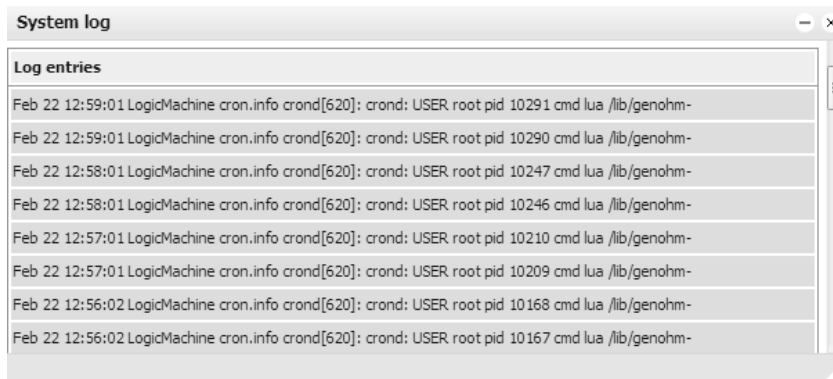 System log
Log entries
Feb 22 12:59:01 LogicMachine cron.info crond[620]: crond: USER root pid 10291 cmd lua /lib/genohm-
Feb 22 12:59:01 LogicMachine cron.info crond[620]: crond: USER root pid 10290 cmd lua /lib/genohm-
Feb 22 12:58:01 LogicMachine cron.info crond[620]: crond: USER root pid 10247 cmd lua /lib/genohm-
Feb 22 12:58:01 LogicMachine cron.info crond[620]: crond: USER root pid 10246 cmd lua /lib/genohm-
Feb 22 12:57:01 LogicMachine cron.info crond[620]: crond: USER root pid 10210 cmd lua /lib/genohm-
Feb 22 12:57:01 LogicMachine cron.info crond[620]: crond: USER root pid 10209 cmd lua /lib/genohm-
Feb 22 12:56:02 LogicMachine cron.info crond[620]: crond: USER root pid 10168 cmd lua /lib/genohm-
Feb 22 12:56:02 LogicMachine cron.info crond[620]: crond: USER root pid 10167 cmd lua /lib/genohm-